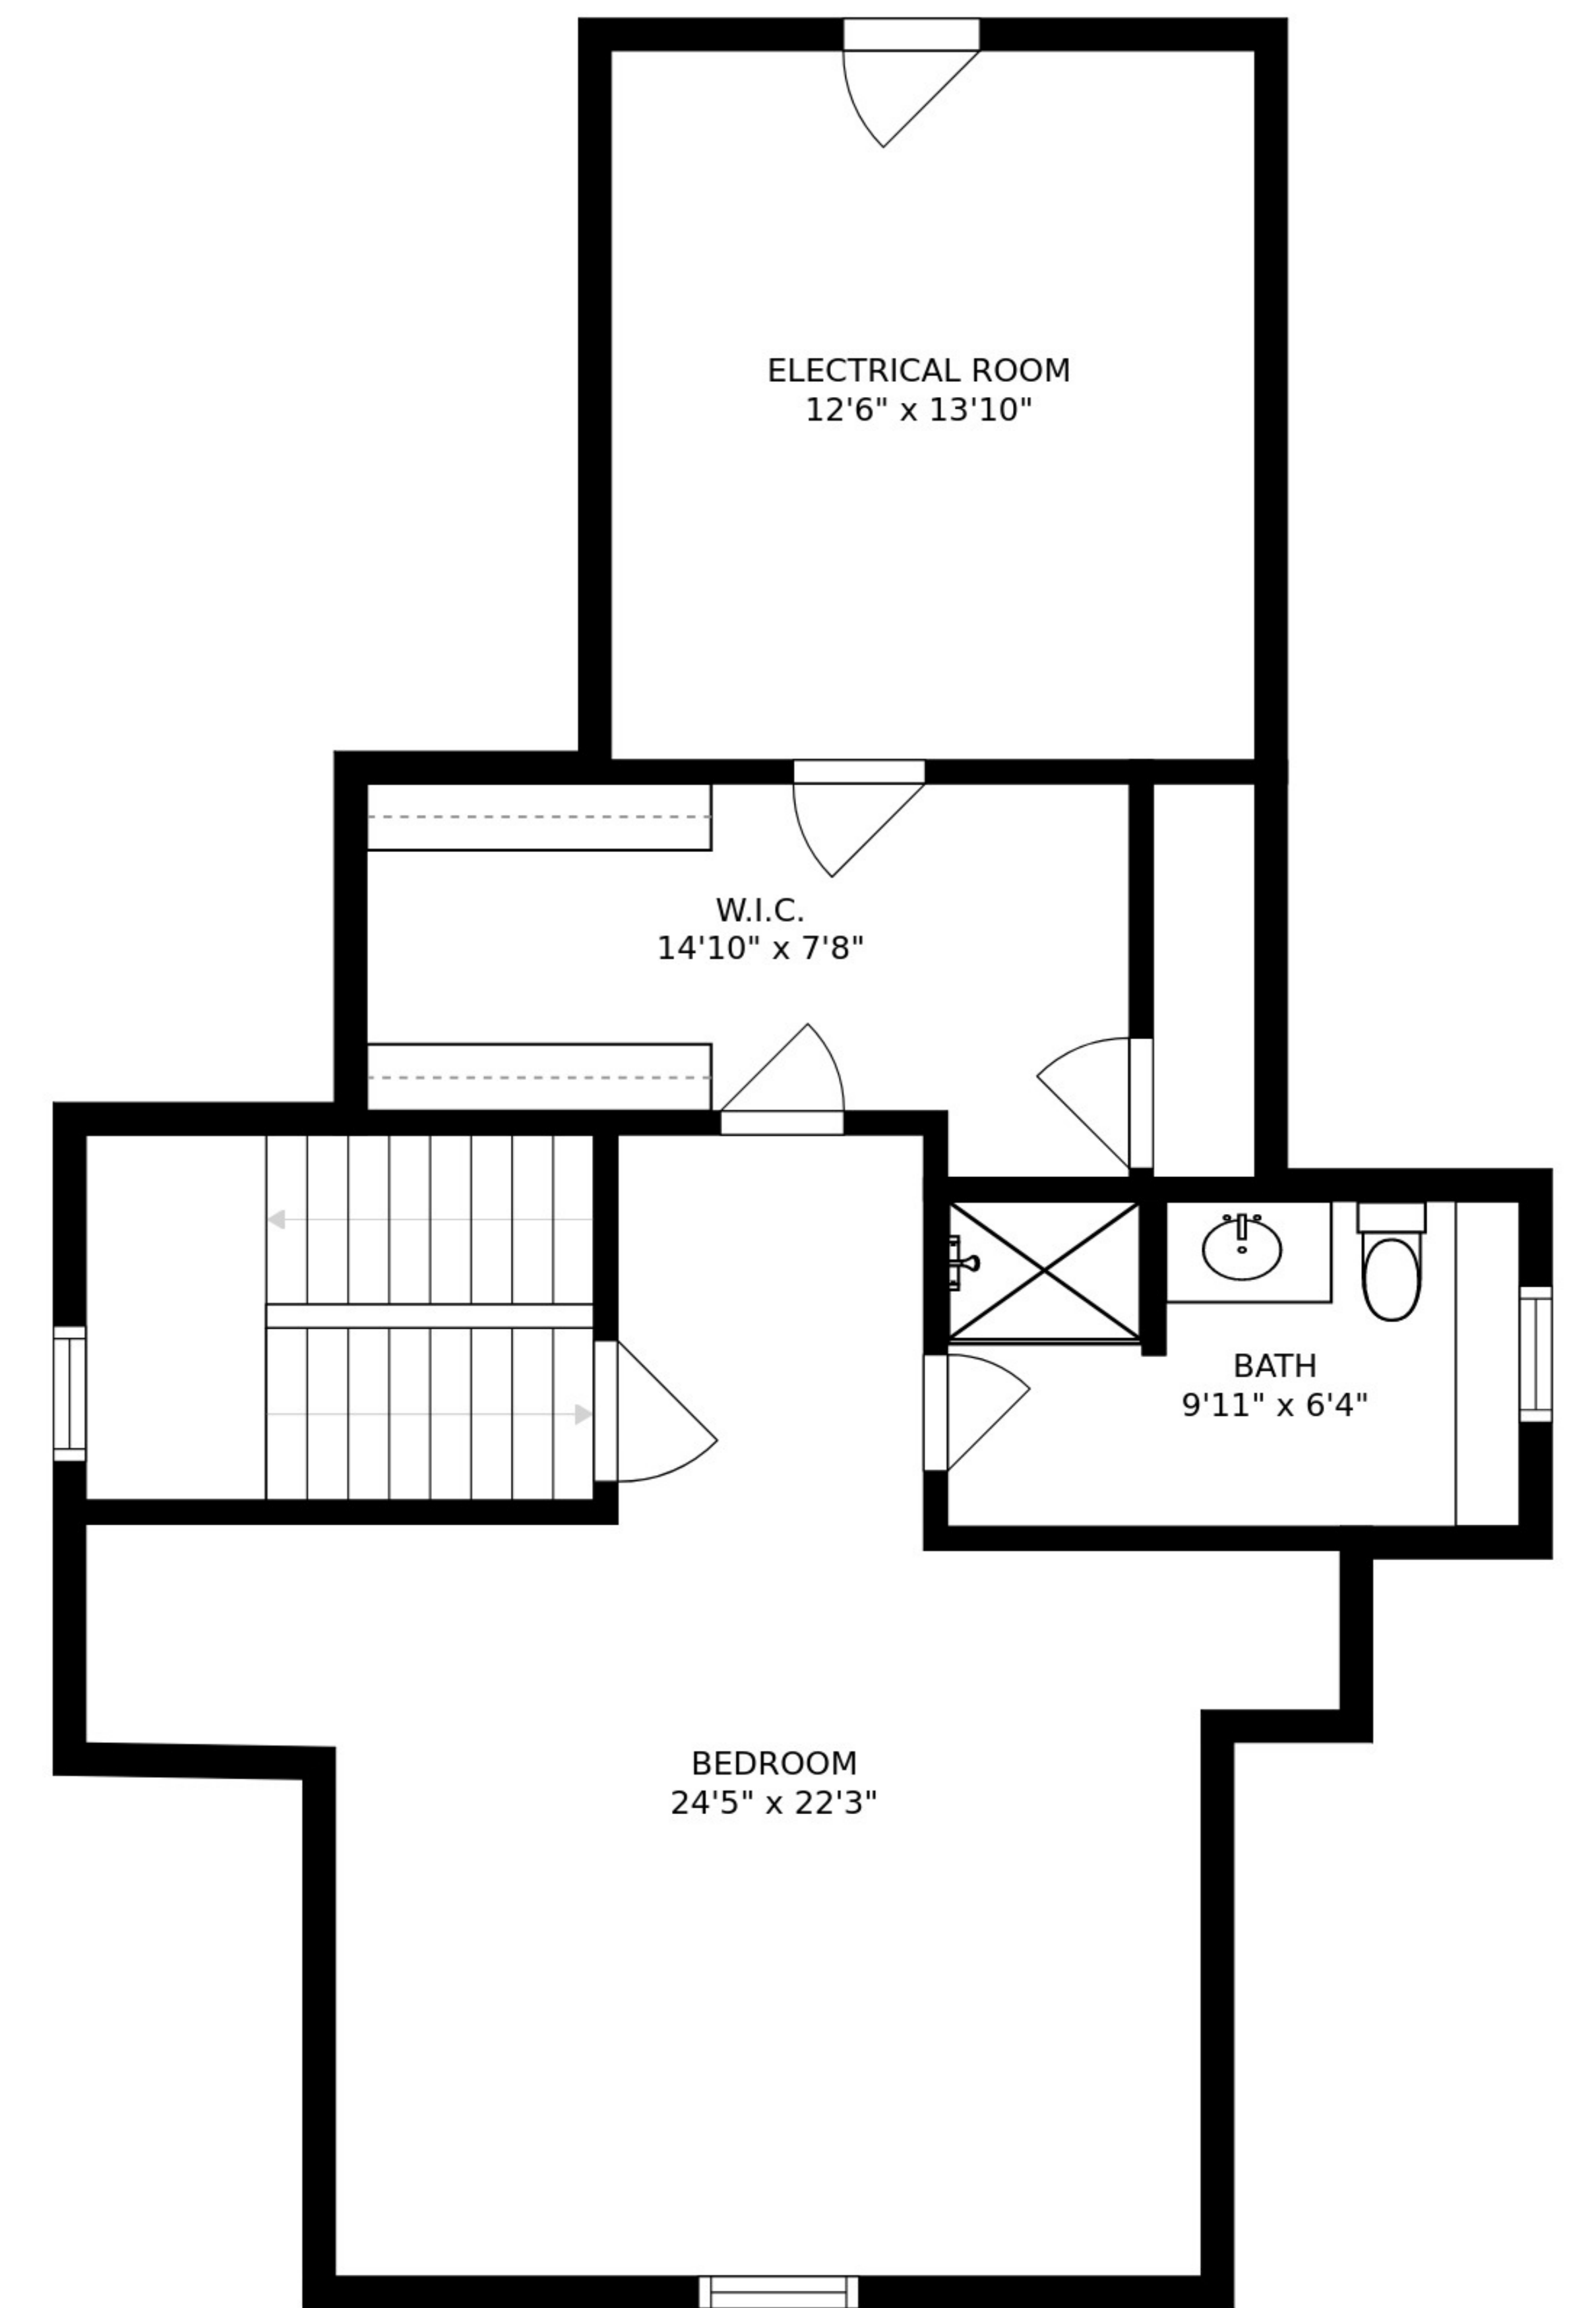 ELECTRICAL ROOM
12'6" x 13'10"
W.I.C.
14'10" x 7'8"
BATH
9'11" x 6'4"
BEDROOM
24'5" x 22'3"